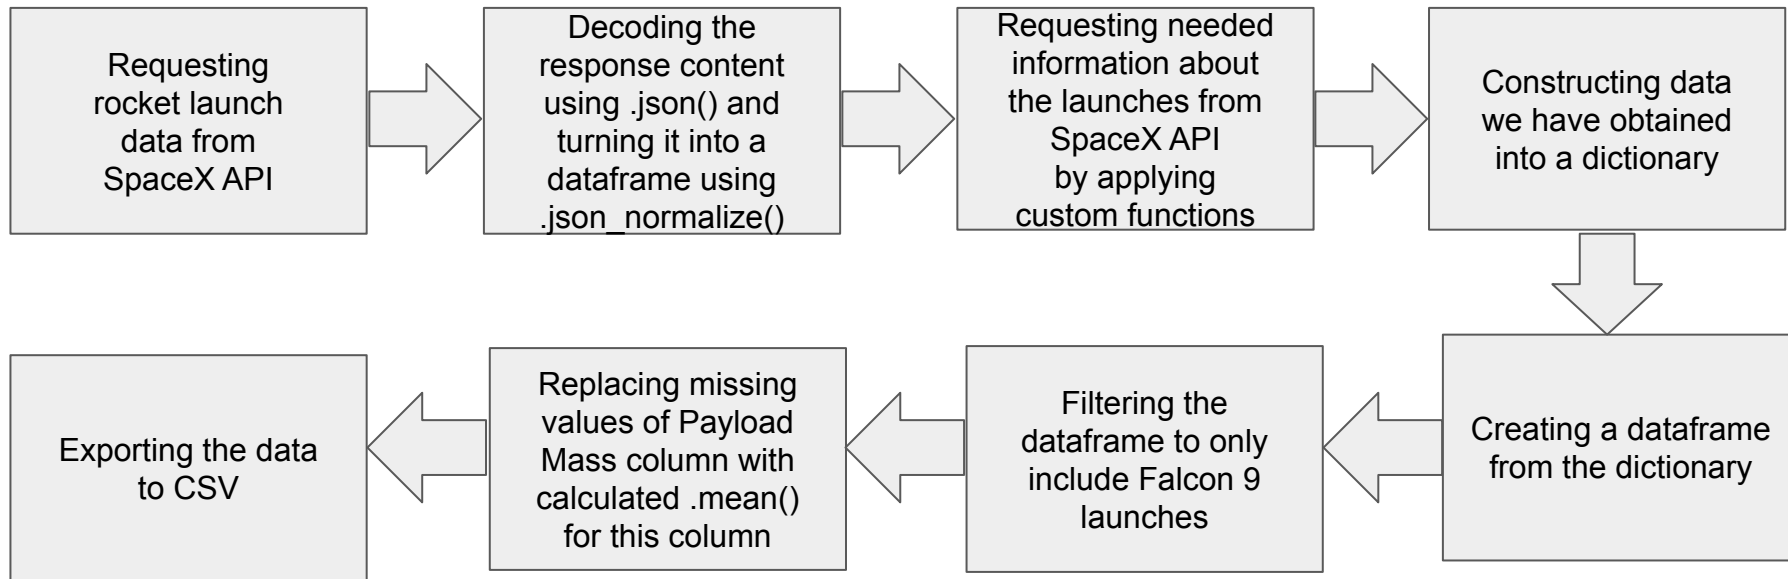 Requesting
rocket launch
data from
SpaceX API
Decoding the
response content
using .json() and
turning it into a
dataframe using
.json_normalize()
Requesting needed
information about
the launches from
SpaceX API
by applying
custom functions
Constructing data
we have obtained
into a dictionary
Creating a dataframe
from the dictionary
Filtering the
dataframe to only
include Falcon 9
launches
Replacing missing
values of Payload
Mass column with
calculated .mean()
for this column
Exporting the data
to CSV